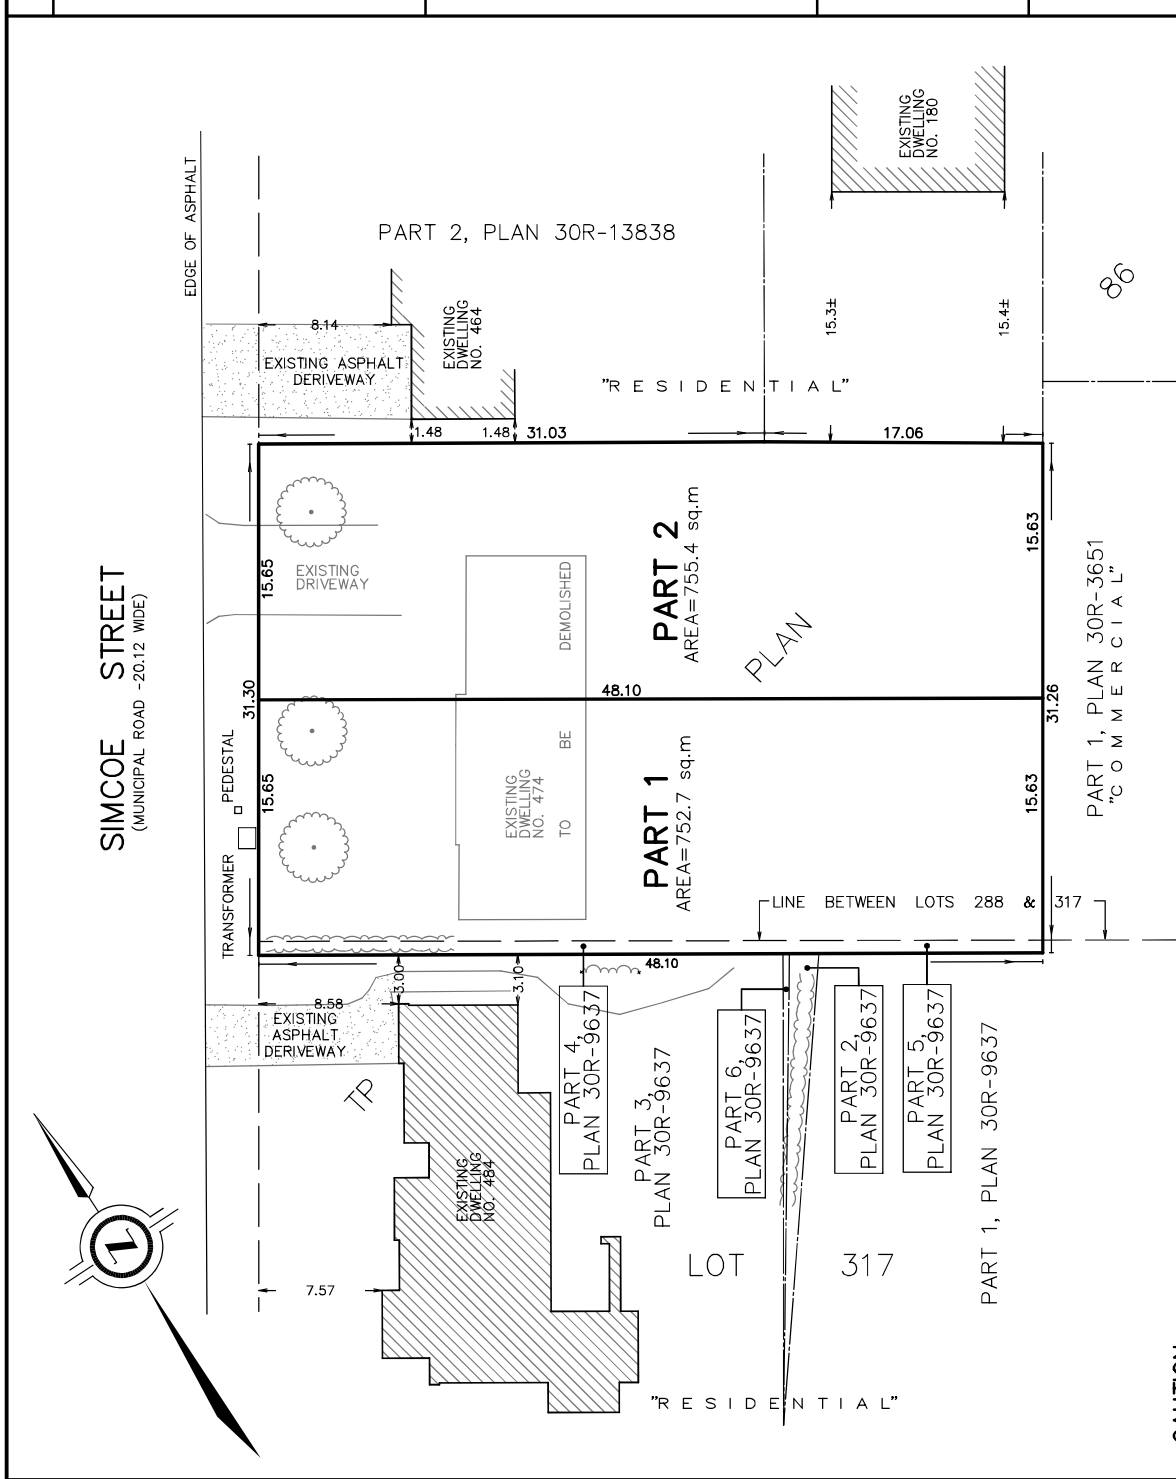 EDGE OF ASPHALT
EXISTING
DWELLING
NO. 180
PART 2, PLAN 30R-13838
86
8.14
EXISTING
DWELLING
NO. 464
15.3±
15.4±
EXISTING ASPHALT
DERIVEWAY
"RESIDENTIAL"
1.48
1.48
31.03
17.06
SIMCOE STREET
(MUNICIPAL ROAD -20.12 WIDE)
15.65
EXISTING
DRIVEWAY
DEMOLISHED
PART 2
AREA=755.4 sq.m
15.63
PART 1, PLAN 30R-3651
"COMMERCIAL"
PLAN
31.30
48.10
31.26
PEDESTAL
15.65
EXISTING
DWELLING
NO. 474
TO BE
PART 1
AREA=752.7 sq.m
15.63
TRANSFORMER
LINE BETWEEN LOTS 288 & 317
48.10
3.00
3.10
8.58
EXISTING
ASPHALT
DERIVEWAY
TP
PART 4,
PLAN 30R-9637
PART 3,
PLAN 30R-9637
PART 6,
PLAN 30R-9637
PART 2,
PLAN 30R-9637
PART 5,
PLAN 30R-9637
PART 1, PLAN 30R-9637
EXISTING
DWELLING
NO. 484
N
LOT 317
7.57
"RESIDENTIAL"
CAUTION